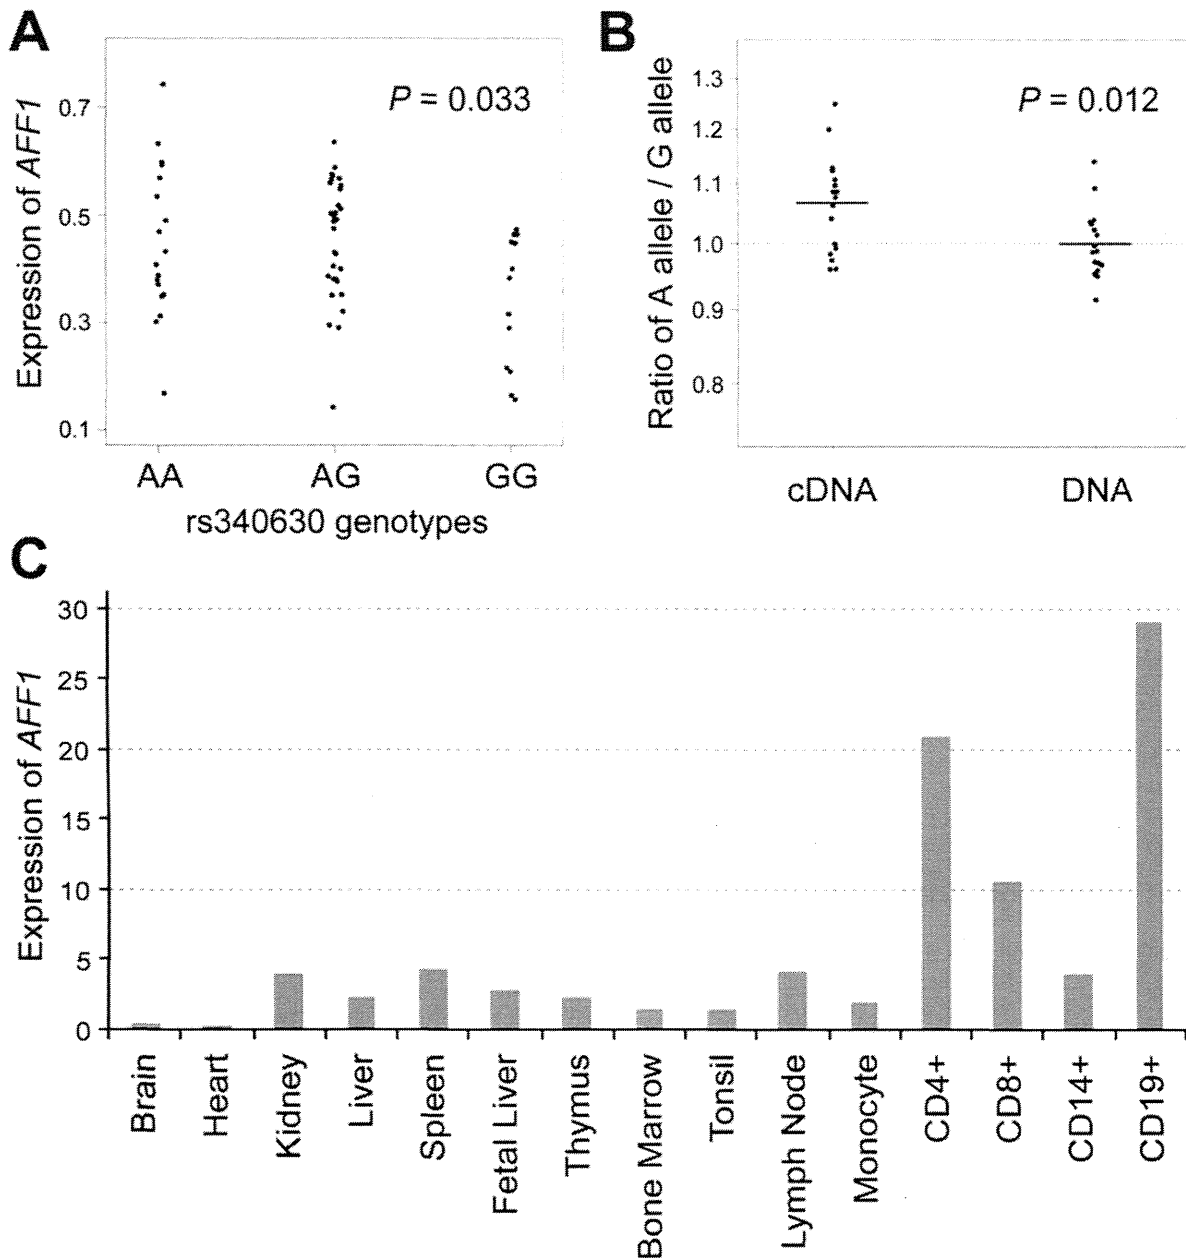 A
Expression of AFF1
0.7
0.5
0.3
0.1
P = 0.033
AA
AG
GG
rs340630 genotypes
B
Ratio of A allele / G allele
1.3
1.2
1.1
1.0
0.9
0.8
P = 0.012
cDNA
DNA
C
Expression of AFF1
30
25
20
15
10
5
0
Brain
Heart
Kidney
Liver
Spleen
Fetal Liver
Thymus
Bone Marrow
Tonsil
Lymph Node
Monocyte
CD4+
CD8+
CD14+
CD19+